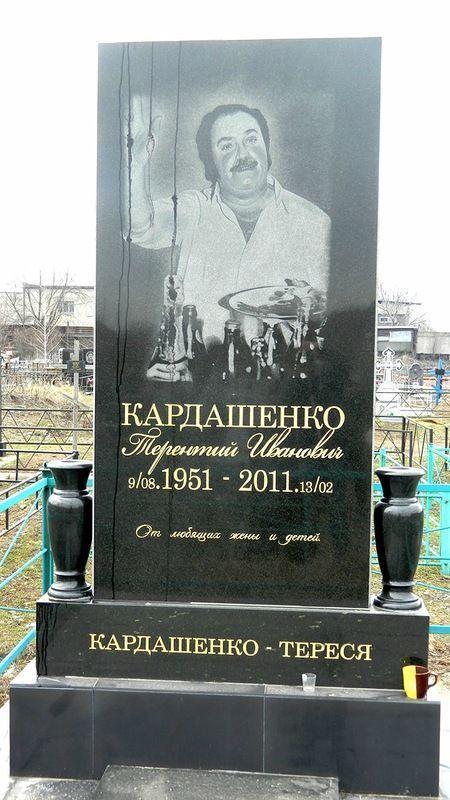 КАРДАШЕНКО
Терентий Иванович
9/08.1951 - 2011.13/02
От любящих жены и детей.
КАРДАШЕНКО - ТЕРЕСЯ